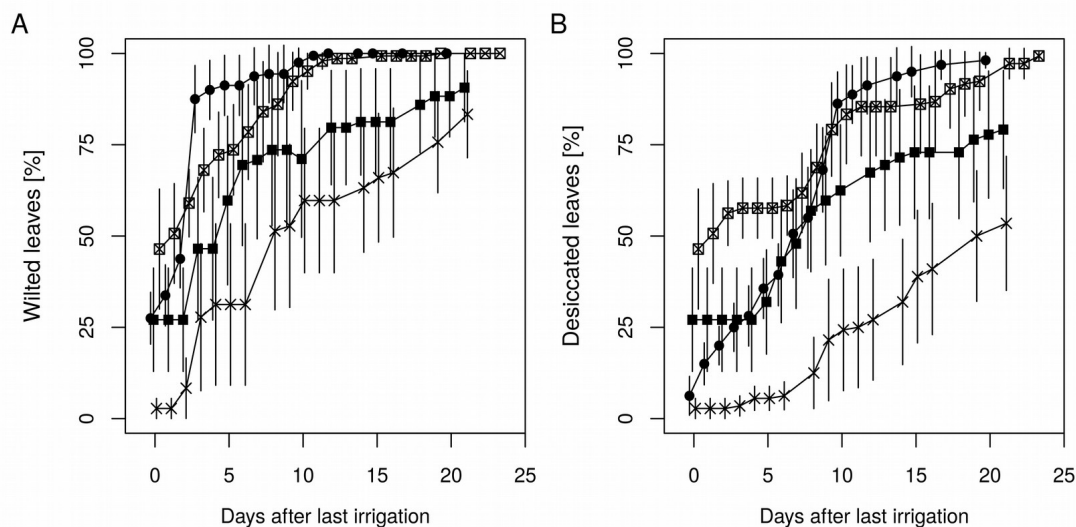 A
Wilted leaves [%]
100
75
50
25
0
0 5 10 15 20 25
Days after last irrigation
B
Desiccated leaves [%]
100
75
50
25
0
0 5 10 15 20 25
Days after last irrigation